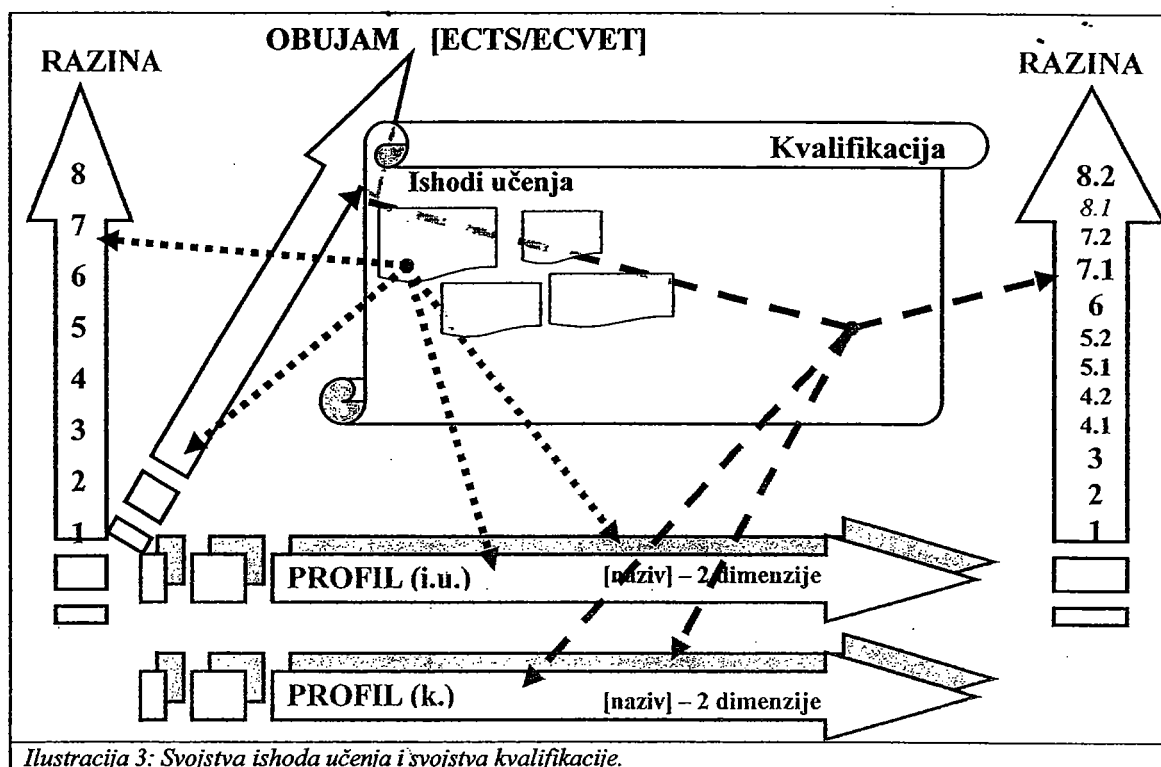 OBUJAM [ECTS/ECVET]
RAZINA
RAZINA
Kvalifikacija
Ishodi učenja
8
7
6
5
4
3
2
1
8.2
8.1
7.2
7.1
6
5.2
5.1
4.2
4.1
3
2
1
PROFIL (i.u.) [naziv] – 2 dimenzije
PROFIL (k.) [naziv] – 2 dimenzije
Ilustracija 3: Svojstva ishoda učenja i svojstva kvalifikacije.